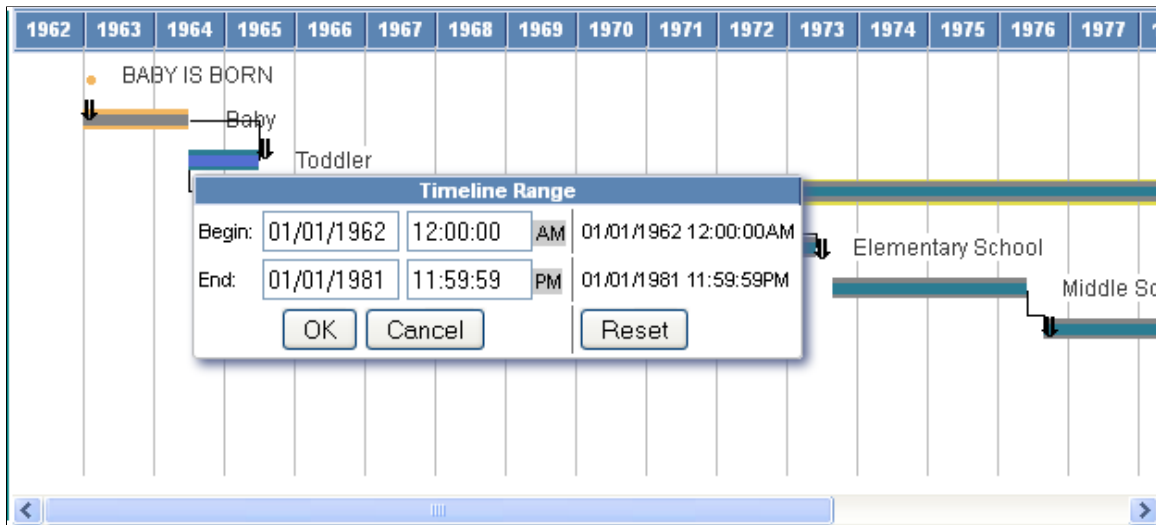 1962 1963 1964 1965 1966 1967 1968 1969 1970 1971 1972 1973 1974 1975 1976 1977
BABY IS BORN
Baby
Toddler
Timeline Range
Begin: 01/01/1962 12:00:00 AM 01/01/1962 12:00:00AM
Elementary School
End: 01/01/1981 11:59:59 PM 01/01/1981 11:59:59PM
Middle Sc
OK Cancel Reset